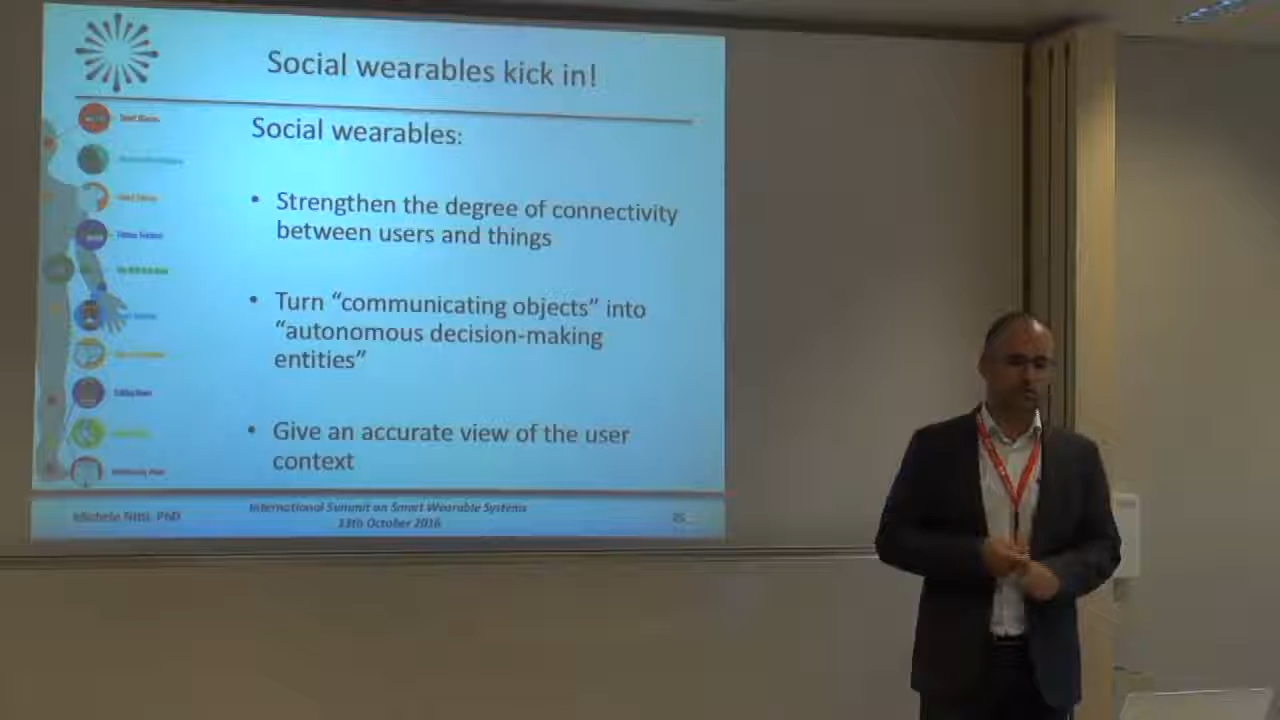 Social wearables kick in!
Social wearables:
• Strengthen the degree of connectivity
between users and things
• Turn “communicating objects” into
“autonomous decision-making
entities”
• Give an accurate view of the user
context
Michele Nitti, PhD
International Summit on Smart Wearable Systems
13th October 2016